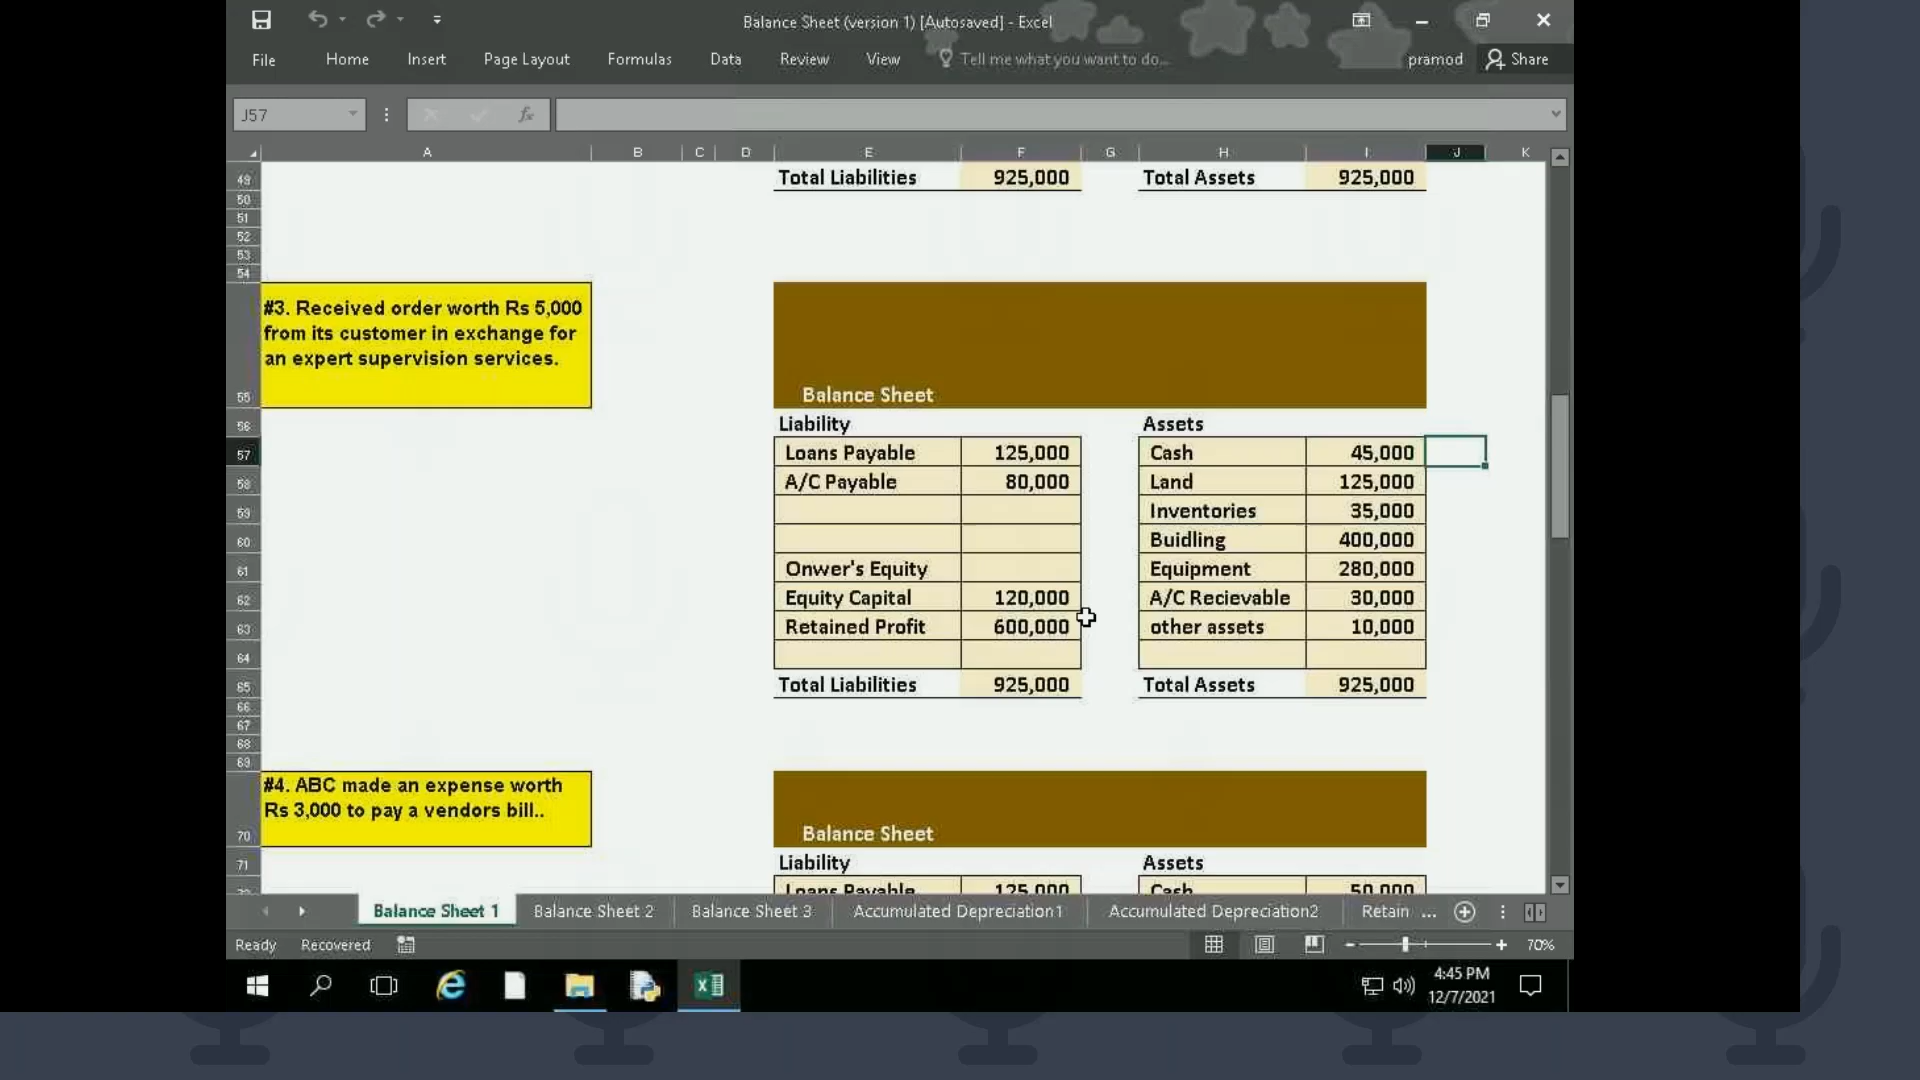 Balance Sheet (version 1) [Autosaved] - Excel
File Home Insert Page Layout Formulas Data Review View Tell me what you want to do... pramod Share
J57 fx
A B C D E F G H I J K
49 Total Liabilities 925,000 Total Assets 925,000
50
51
52
53
54
#3. Received order worth Rs 5,000
from its customer in exchange for
an expert supervision services.
55 Balance Sheet
56 Liability Assets
57 Loans Payable 125,000 Cash 45,000
58 A/C Payable 80,000 Land 125,000
59 Inventories 35,000
60 Buidling 400,000
61 Onwer's Equity Equipment 280,000
62 Equity Capital 120,000 A/C Recievable 30,000
63 Retained Profit 600,000 other assets 10,000
64
65 Total Liabilities 925,000 Total Assets 925,000
66
67
68
69
#4. ABC made an expense worth
Rs 3,000 to pay a vendors bill..
70 Balance Sheet
71 Liability Assets
Loans Payable 125,000 Cash 50,000
Balance Sheet 1 Balance Sheet 2 Balance Sheet 3 Accumulated Depreciation1 Accumulated Depreciation2 Retain ...
Ready Recovered 70%
4:45 PM
12/7/2021